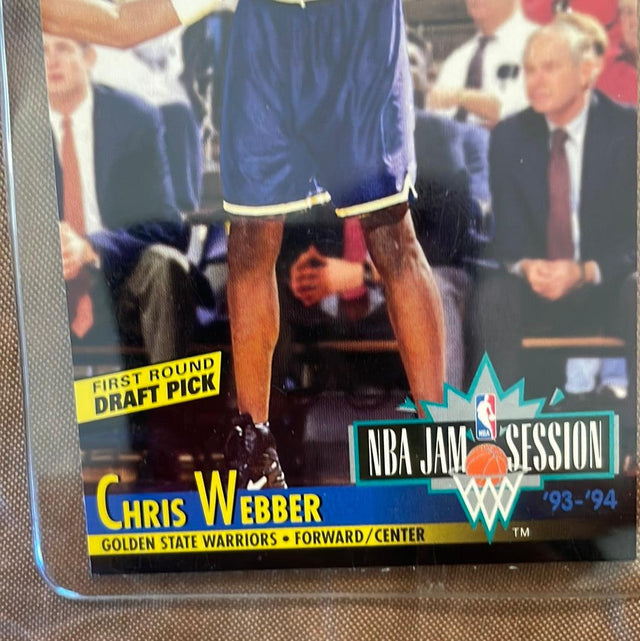 FIRST ROUND
DRAFT PICK
NBA
NBA JAM SESSION
'93-'94
CHRIS WEBBER
GOLDEN STATE WARRIORS • FORWARD/CENTER
TM